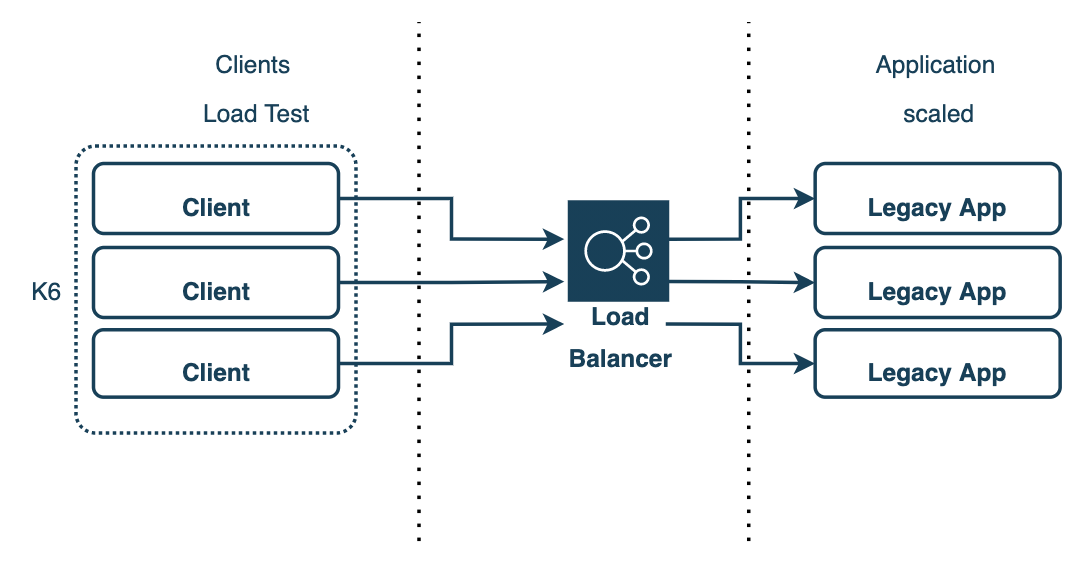 Clients
Load Test
K6
Client
Client
Client
Load
Balancer
Application
scaled
Legacy App
Legacy App
Legacy App